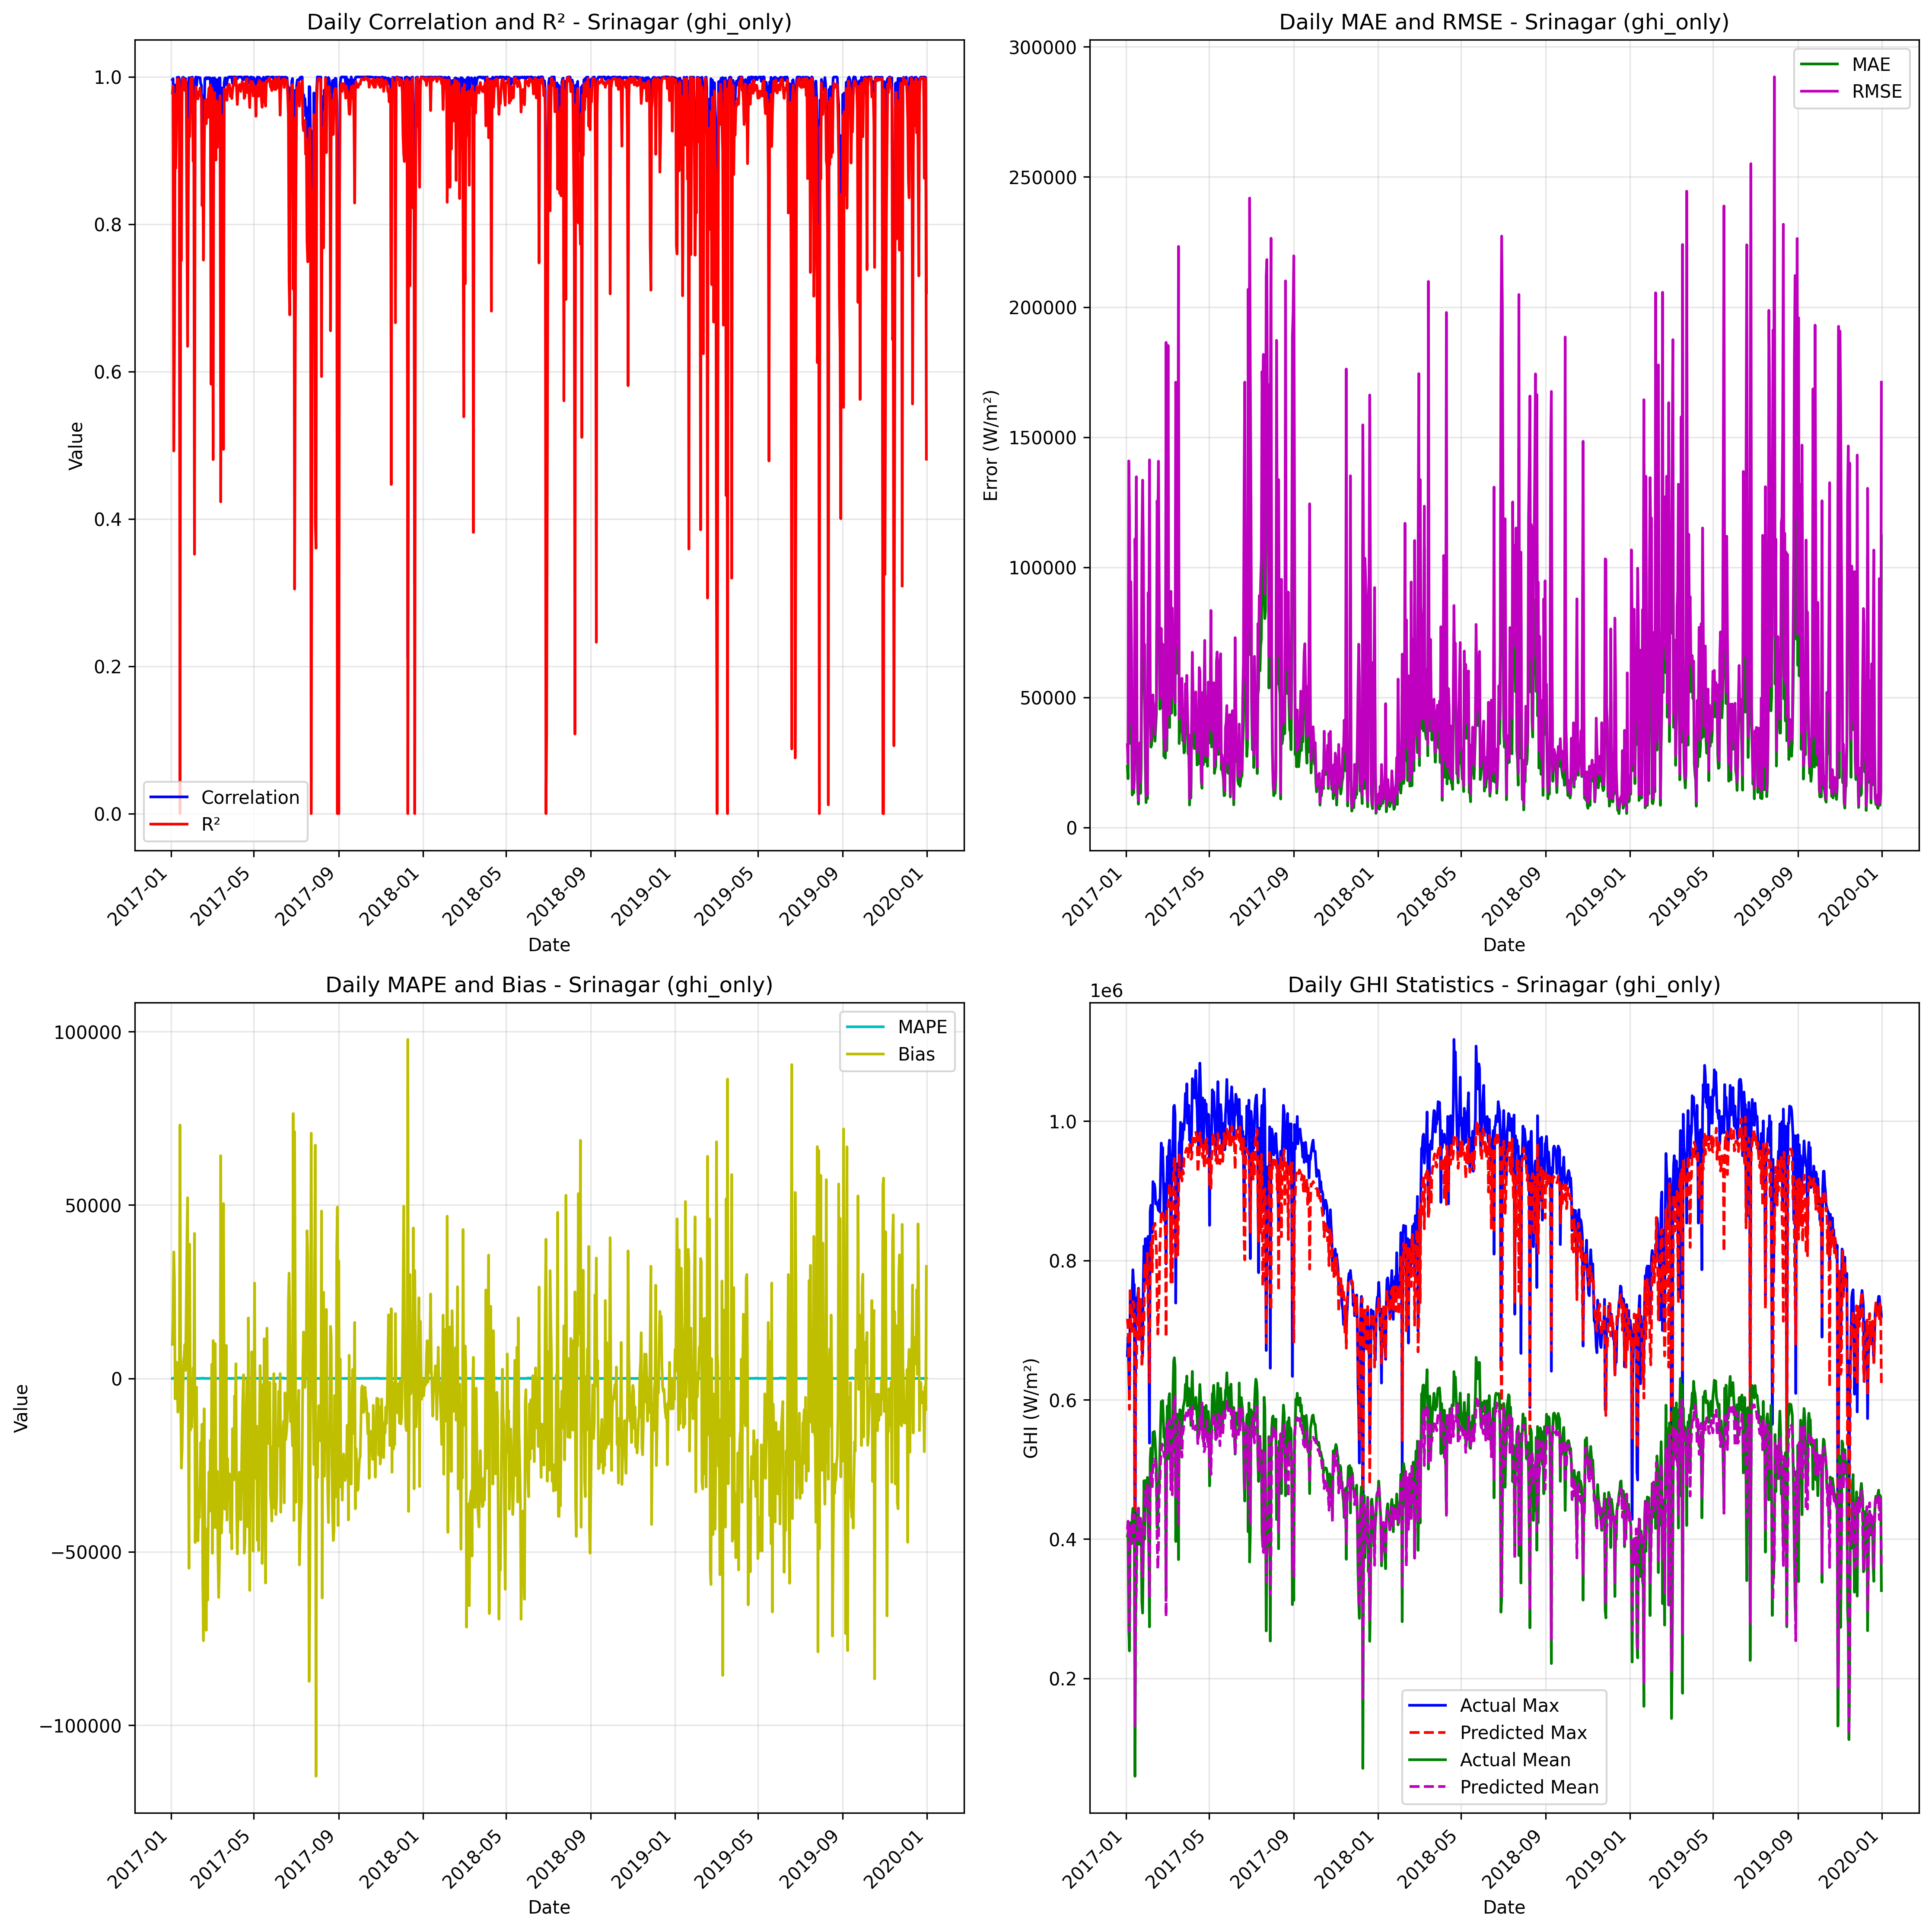 Daily Correlation and R² - Srinagar (ghi_only)
Value
1.0
0.8
0.6
0.4
0.2
0.0
Correlation
R²
2017-01
2017-05
2017-09
2018-01
2018-05
2018-09
2019-01
2019-05
2019-09
2020-01
Date
Daily MAE and RMSE - Srinagar (ghi_only)
Error (W/m²)
300000
250000
200000
150000
100000
50000
0
MAE
RMSE
2017-01
2017-05
2017-09
2018-01
2018-05
2018-09
2019-01
2019-05
2019-09
2020-01
Date
Daily MAPE and Bias - Srinagar (ghi_only)
Value
100000
50000
0
−50000
−100000
MAPE
Bias
2017-01
2017-05
2017-09
2018-01
2018-05
2018-09
2019-01
2019-05
2019-09
2020-01
Date
Daily GHI Statistics - Srinagar (ghi_only)
1e6
GHI (W/m²)
1.0
0.8
0.6
0.4
0.2
Actual Max
Predicted Max
Actual Mean
Predicted Mean
2017-01
2017-05
2017-09
2018-01
2018-05
2018-09
2019-01
2019-05
2019-09
2020-01
Date